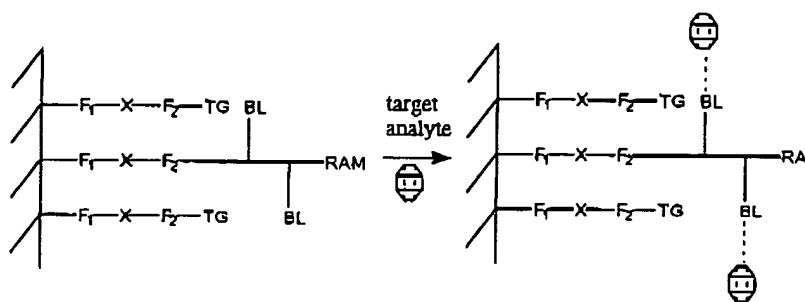 F₁—X—F₂—TG BL
F₁—X—F₂ RAM
F₁—X—F₂—TG BL
target
analyte
F₁—X—F₂—TG BL
F₁—X—F₂ RA
F₁—X—F₂—TG BL